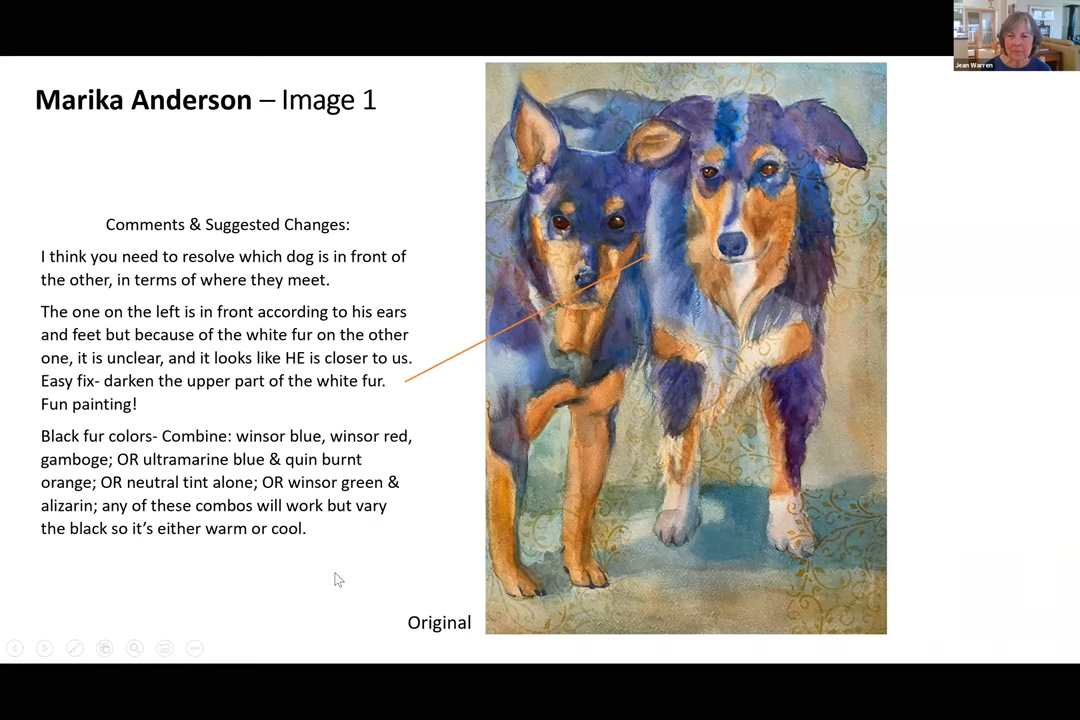 Jean Warren
Marika Anderson – Image 1
Comments & Suggested Changes:
I think you need to resolve which dog is in front of
the other, in terms of where they meet.
The one on the left is in front according to his ears
and feet but because of the white fur on the other
one, it is unclear, and it looks like HE is closer to us.
Easy fix- darken the upper part of the white fur.
Fun painting!
Black fur colors- Combine: winsor blue, winsor red,
gamboge; OR ultramarine blue & quin burnt
orange; OR neutral tint alone; OR winsor green &
alizarin; any of these combos will work but vary
the black so it’s either warm or cool.
Original